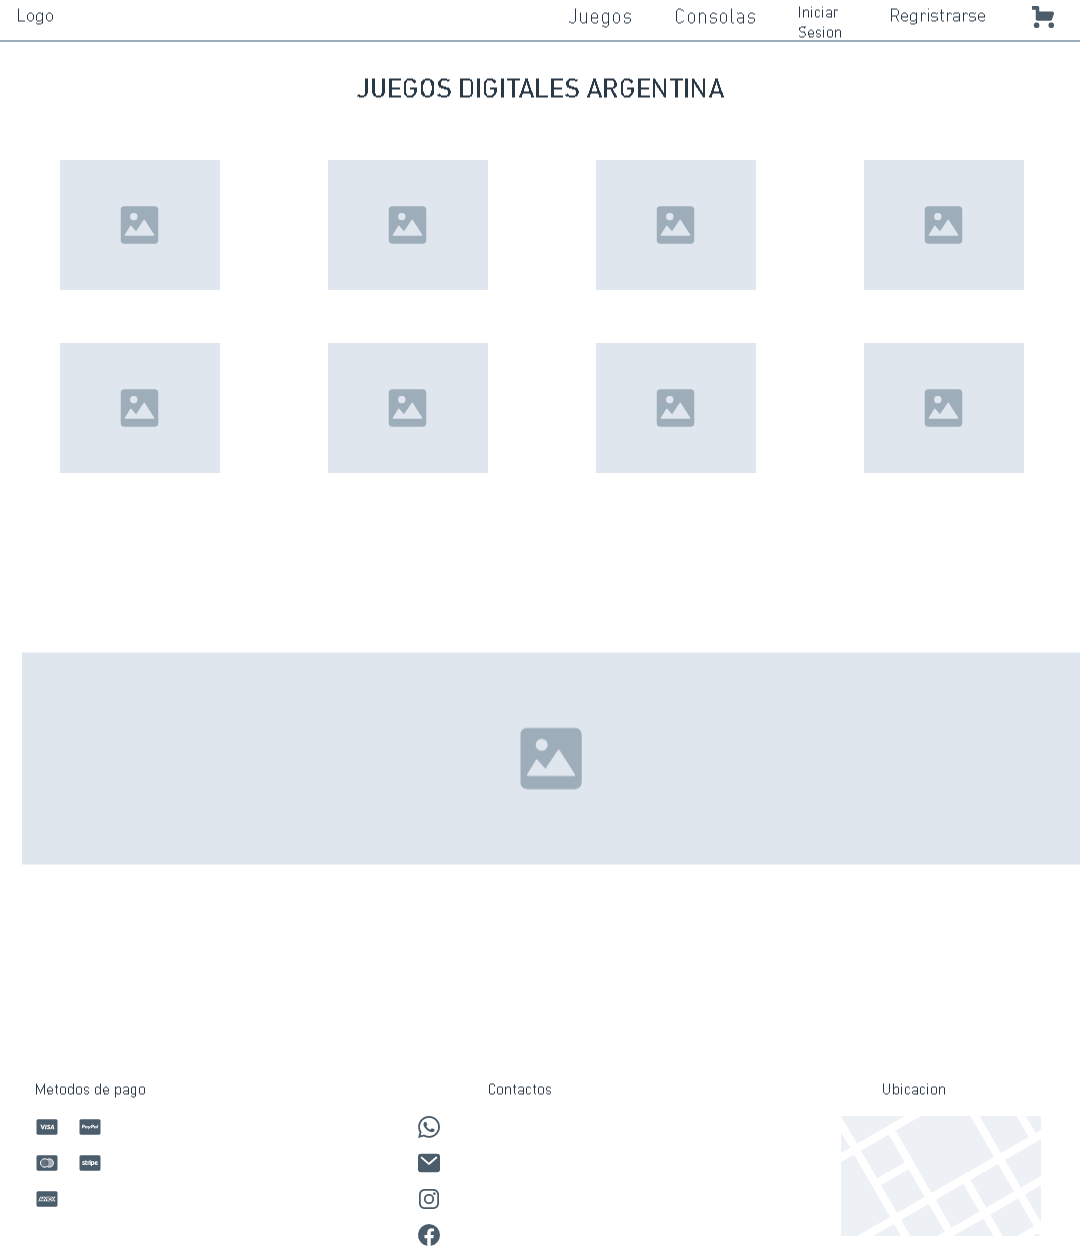 Logo
Juegos
Consolas
Iniciar
Sesion
Regristrarse
JUEGOS DIGITALES ARGENTINA
Metodos de pago
Contactos
Ubicacion
VISA
PayPal
stripe
AMEX